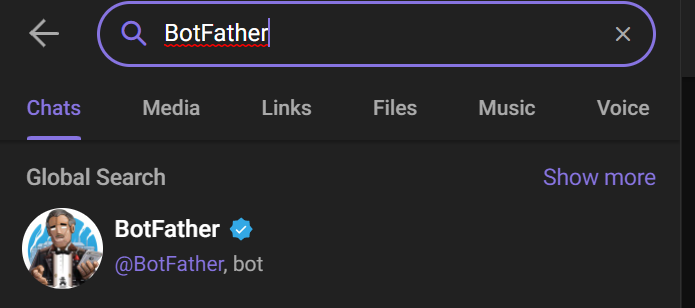 BotFather
Chats Media Links Files Music Voice
Global Search Show more
BotFather
@BotFather, bot